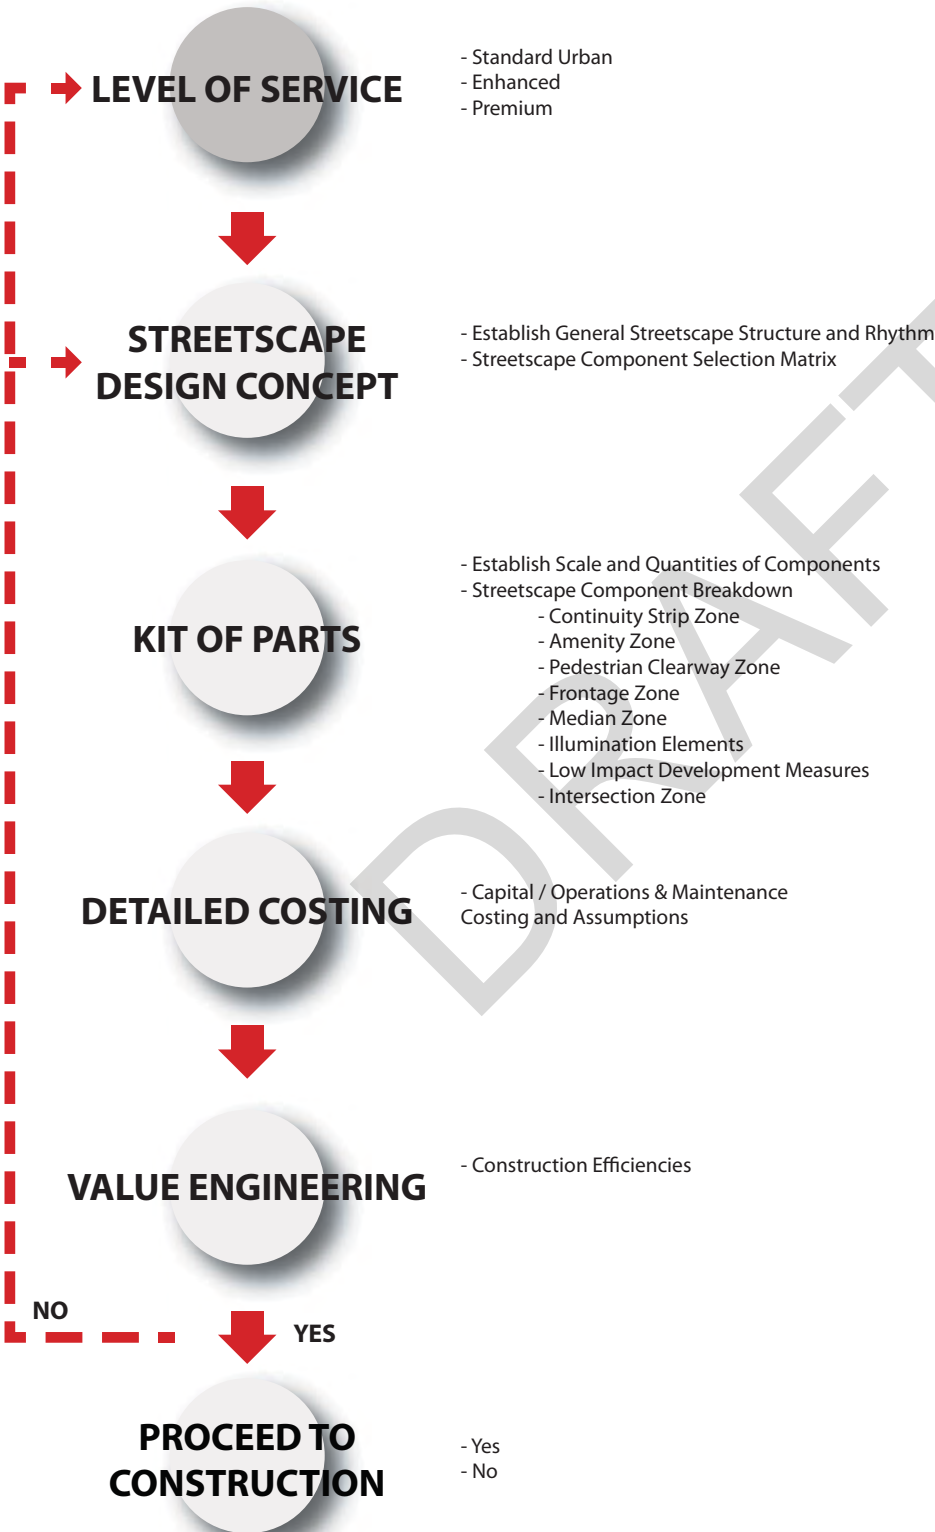 LEVEL OF SERVICE
- Standard Urban
- Enhanced
- Premium
STREETSCAPE
DESIGN CONCEPT
- Establish General Streetscape Structure and Rhythm
- Streetscape Component Selection Matrix
KIT OF PARTS
- Establish Scale and Quantities of Components
- Streetscape Component Breakdown
- Continuity Strip Zone
- Amenity Zone
- Pedestrian Clearway Zone
- Frontage Zone
- Median Zone
- Illumination Elements
- Low Impact Development Measures
- Intersection Zone
DETAILED COSTING
- Capital / Operations & Maintenance
Costing and Assumptions
VALUE ENGINEERING
- Construction Efficiencies
NO
YES
PROCEED TO
CONSTRUCTION
- Yes
- No
DRAFT